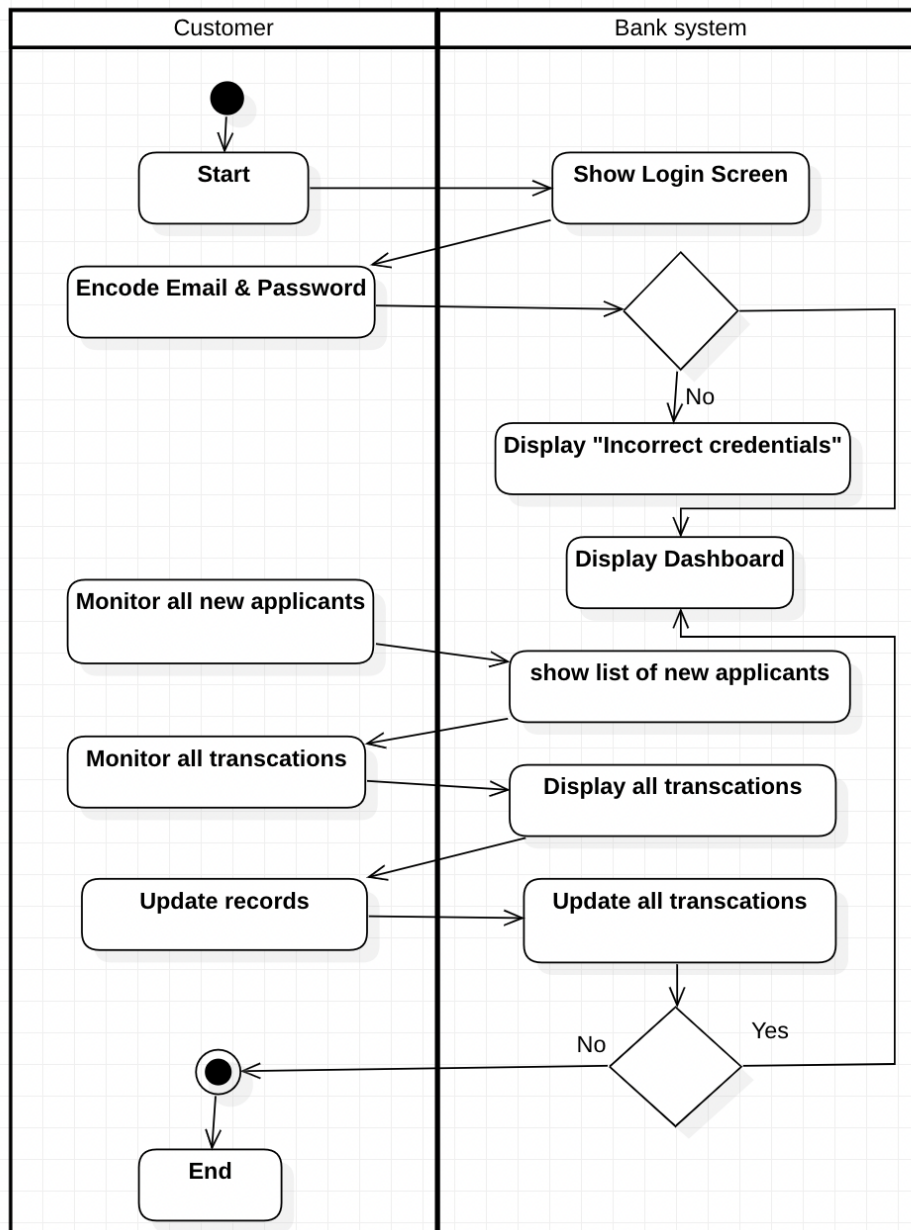 Customer
Bank system
Start
Show Login Screen
Encode Email & Password
No
Display "Incorrect credentials"
Display Dashboard
Monitor all new applicants
show list of new applicants
Monitor all transcations
Display all transcations
Update records
Update all transcations
No
Yes
End